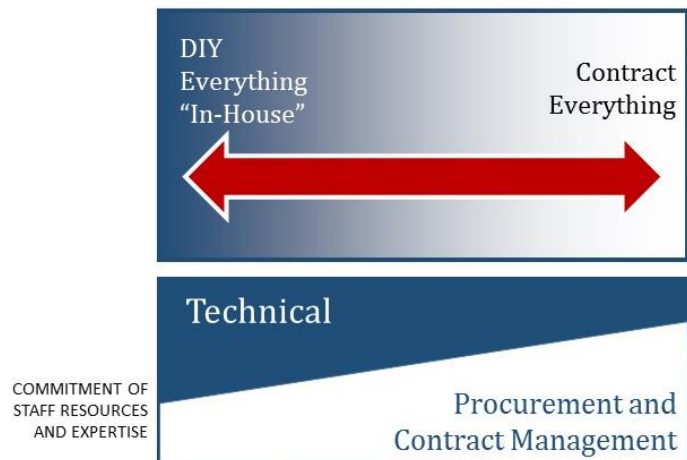 DIY
Everything
“In-House”
Contract
Everything
Technical
COMMITMENT OF
STAFF RESOURCES
AND EXPERTISE
Procurement and
Contract Management